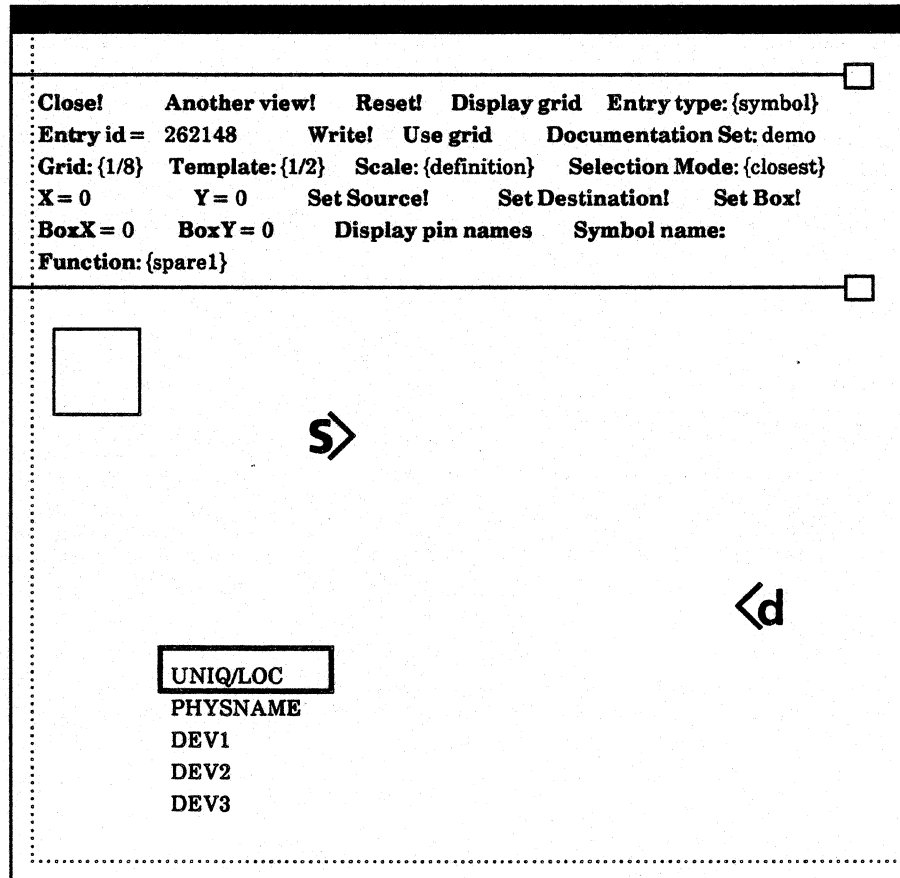 Close! Another view! Reset! Display grid Entry type: {symbol}
Entry id = 262148 Write! Use grid Documentation Set: demo
Grid: {1/8} Template: {1/2} Scale: {definition} Selection Mode: {closest}
X = 0 Y = 0 Set Source! Set Destination! Set Box!
BoxX = 0 BoxY = 0 Display pin names Symbol name:
Function: {spare1}
S>
<d
UNIQ/LOC
PHYSNAME
DEV1
DEV2
DEV3